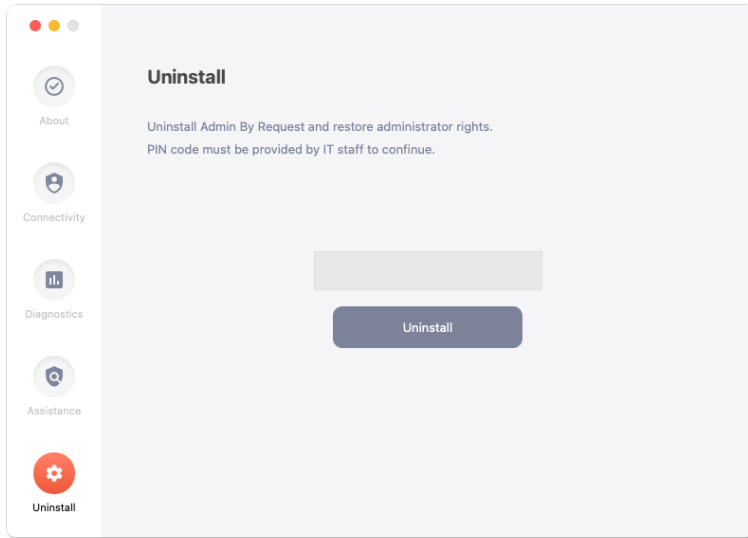 About
Connectivity
Diagnostics
Assistance
Uninstall
Uninstall
Uninstall Admin By Request and restore administrator rights.
PIN code must be provided by IT staff to continue.
Uninstall